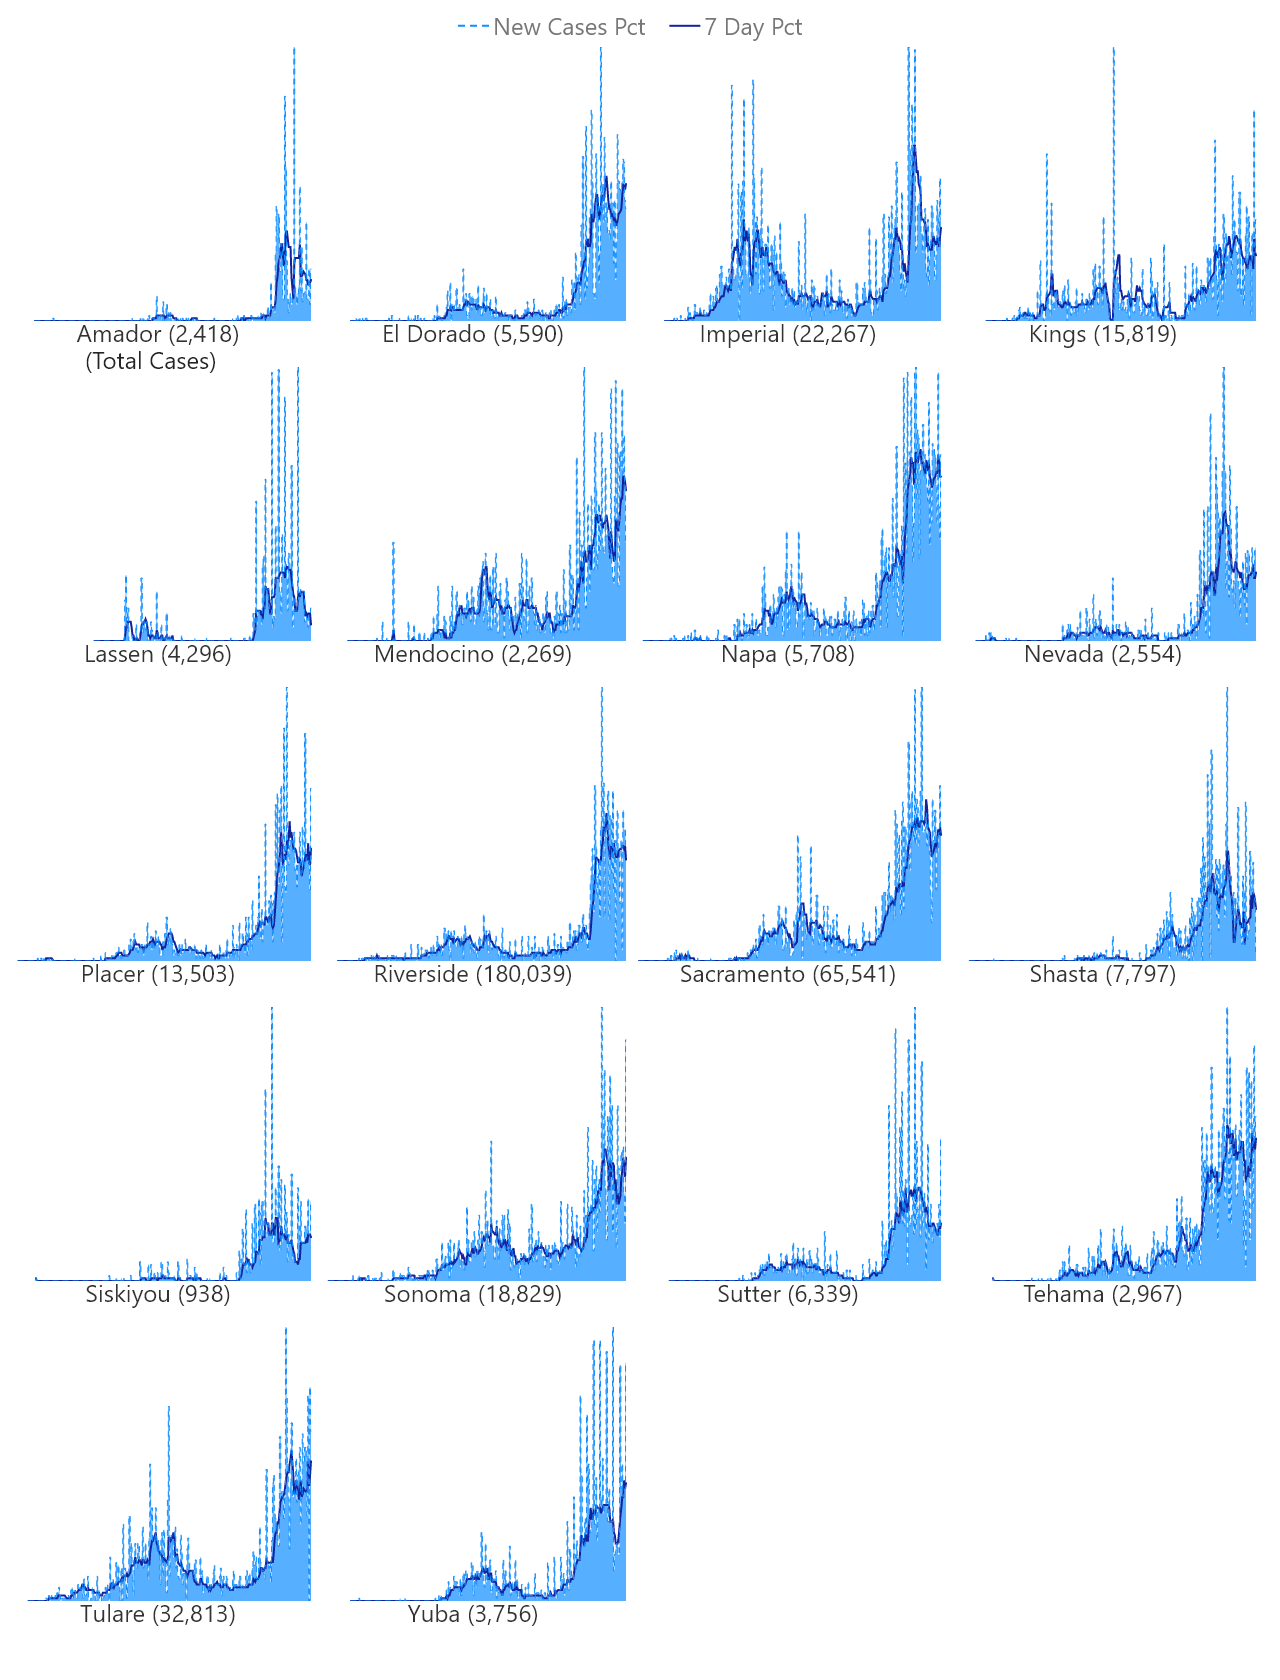 New Cases Pct 7 Day Pct
Amador (2,418)
(Total Cases)
El Dorado (5,590)
Imperial (22,267)
Kings (15,819)
Lassen (4,296)
Mendocino (2,269)
Napa (5,708)
Nevada (2,554)
Placer (13,503)
Riverside (180,039)
Sacramento (65,541)
Shasta (7,797)
Siskiyou (938)
Sonoma (18,829)
Sutter (6,339)
Tehama (2,967)
Tulare (32,813)
Yuba (3,756)